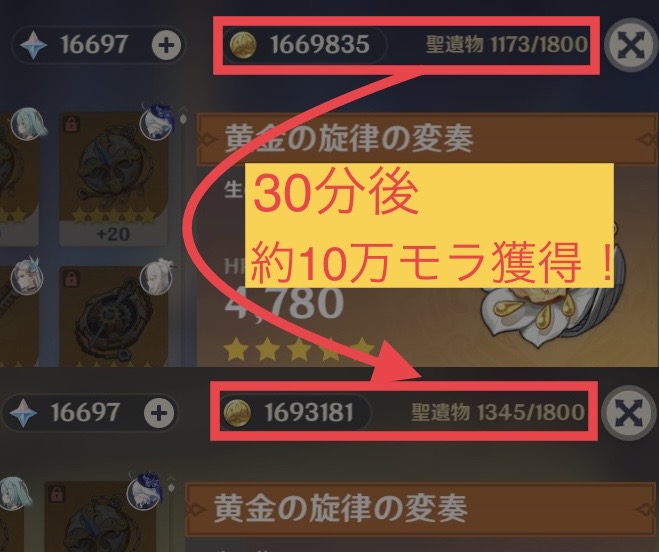 16697
1669835
聖遺物 1173/1800
黄金の旋律の変奏
生
30分後
約10万モラ獲得！
+20
4,780
16697
1693181
聖遺物 1345/1800
黄金の旋律の変奏